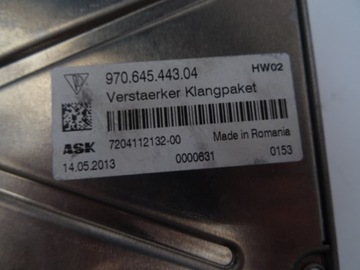 970.645.443.04
HW02
Verstaerker Klangpaket
ASK 7204112132-00 Made in Romania
14.05.2013 0000631 0153